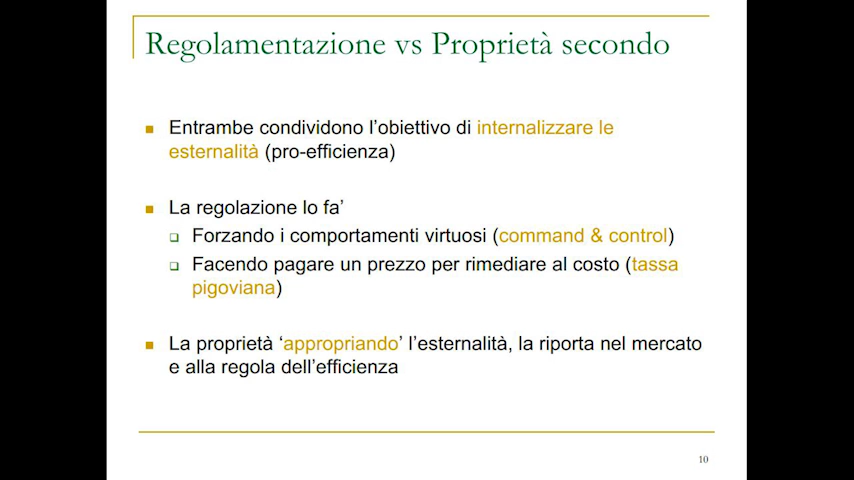 Regolamentazione vs Proprietà secondo
Entrambe condividono l'obiettivo di internalizzare le
esternalità (pro-efficienza)
La regolazione lo fa'
Forzando i comportamenti virtuosi (command & control)
Facendo pagare un prezzo per rimediare al costo (tassa
pigoviana)
La proprietà 'appropriando' l'esternalità, la riporta nel mercato
e alla regola dell'efficienza
10